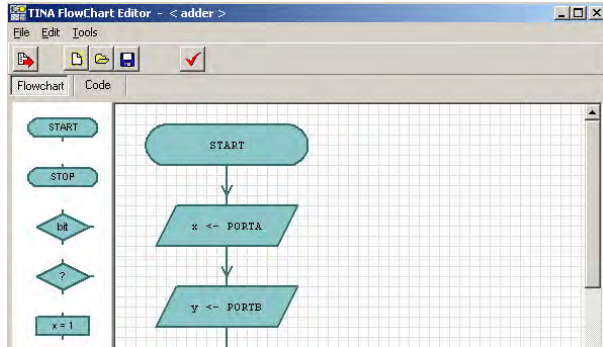 TINA FlowChart Editor - < adder >
File Edit Tools
Flowchart Code
START
STOP
bit
?
x = 1
START
x <- PORTA
y <- PORTB